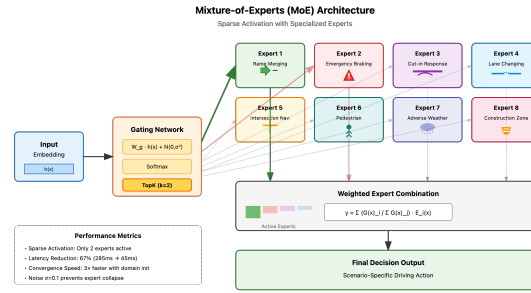 Mixture-of-Experts (MoE) Architecture
Sparse Activation with Specialized Experts
Expert 1
Ramp Merging
Expert 2
Emergency Braking
Expert 3
Cut-in Response
Expert 4
Lane Changing
Expert 5
Intersection Nav.
Expert 6
Pedestrian
Expert 7
Adverse Weather
Expert 8
Construction Zone
Input
Embedding
h(x)
Gating Network
W_g · h(x) + N(0,σ²)
Softmax
TopK (k=2)
Weighted Expert Combination
y = Σ (G(x)_i / Σ G(x)_j) · E_i(x)
Active Experts
Performance Metrics
• Sparse Activation: Only 2 experts active
• Latency Reduction: 67% (285ms → 45ms)
• Convergence Speed: 3× faster with domain init
• Noise σ=0.1 prevents expert collapse
Final Decision Output
Scenario-Specific Driving Action